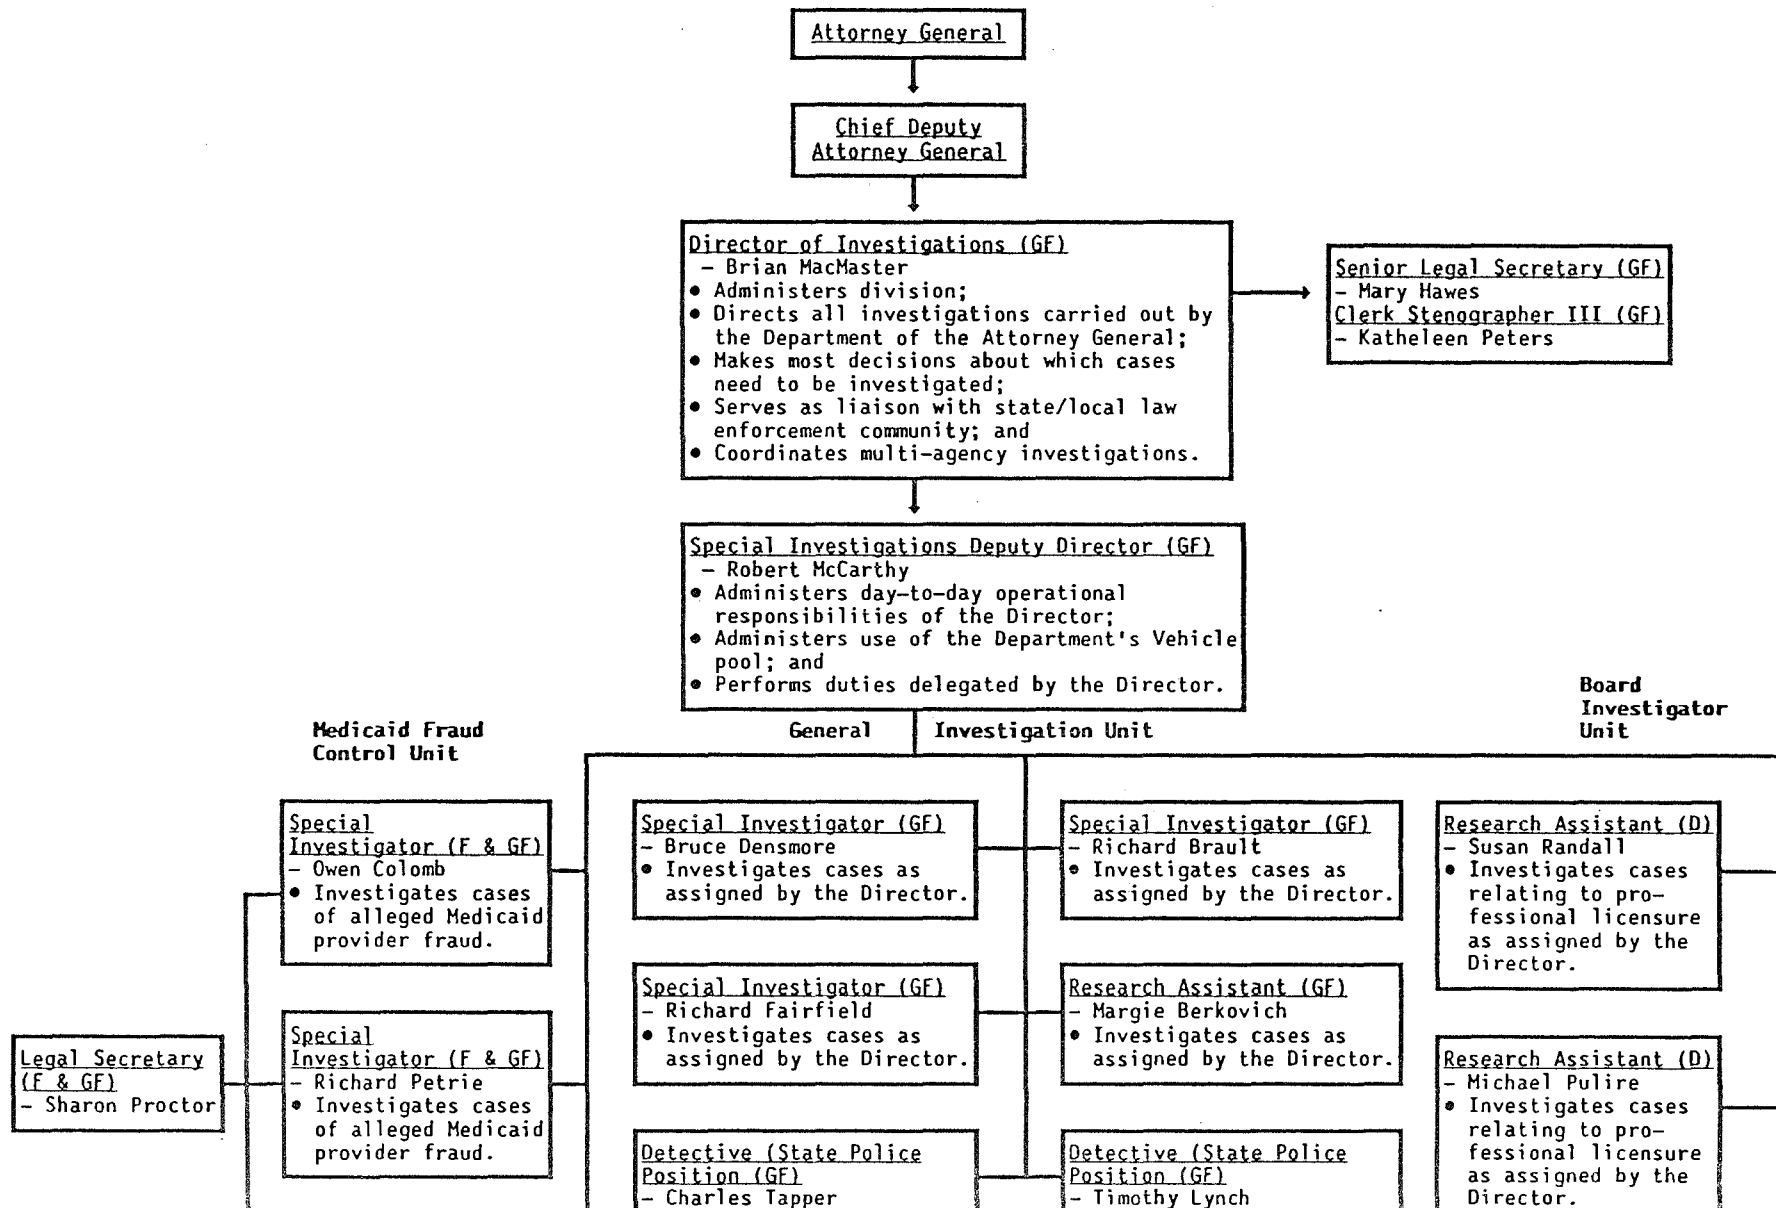 Attorney General
Chief Deputy
Attorney General
Director of Investigations (GF)
– Brian MacMaster
• Administers division;
• Directs all investigations carried out by
the Department of the Attorney General;
• Makes most decisions about which cases
need to be investigated;
• Serves as liaison with state/local law
enforcement community; and
• Coordinates multi-agency investigations.
Senior Legal Secretary (GF)
– Mary Hawes
Clerk Stenographer III (GF)
– Katheleen Peters
Special Investigations Deputy Director (GF)
– Robert McCarthy
• Administers day-to-day operational
responsibilities of the Director;
• Administers use of the Department's Vehicle
pool; and
• Performs duties delegated by the Director.
Medicaid Fraud
Control Unit
General Investigation Unit
Board
Investigator
Unit
Special
Investigator (F & GF)
– Owen Colomb
• Investigates cases
of alleged Medicaid
provider fraud.
Special Investigator (GF)
– Bruce Densmore
• Investigates cases as
assigned by the Director.
Special Investigator (GF)
– Richard Brault
• Investigates cases as
assigned by the Director.
Research Assistant (D)
– Susan Randall
• Investigates cases
relating to pro-
fessional licensure
as assigned by the
Director.
Legal Secretary
(F & GF)
– Sharon Proctor
Special
Investigator (F & GF)
– Richard Petrie
• Investigates cases
of alleged Medicaid
provider fraud.
Special Investigator (GF)
– Richard Fairfield
• Investigates cases as
assigned by the Director.
Research Assistant (GF)
– Margie Berkovich
• Investigates cases as
assigned by the Director.
Research Assistant (D)
– Michael Pulire
• Investigates cases
relating to pro-
fessional licensure
as assigned by the
Director.
Detective (State Police
Position (GF)
– Charles Tapper
Detective (State Police
Position (GF)
– Timothy Lynch